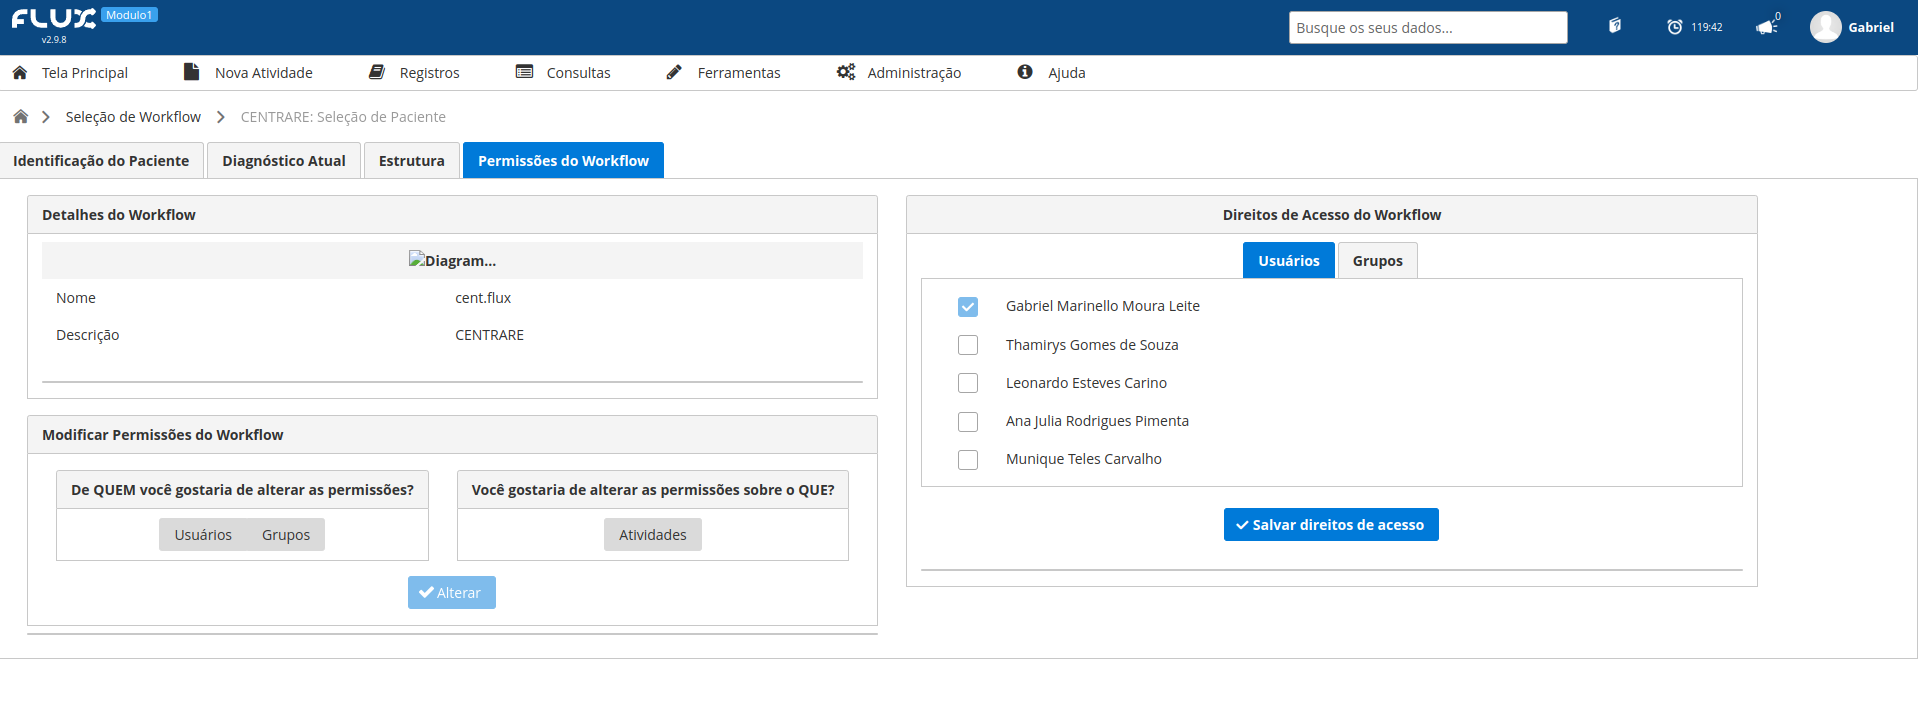 FLUX Modulo1
v2.9.8
Busque os seus dados...
119:42
0
Gabriel
Tela Principal
Nova Atividade
Registros
Consultas
Ferramentas
Administração
Ajuda
Seleção de Workflow
CENTRARE: Seleção de Paciente
Identificação do Paciente
Diagnóstico Atual
Estrutura
Permissões do Workflow
Detalhes do Workflow
Diagram...
Nome cent.flux
Descrição CENTRARE
Modificar Permissões do Workflow
De QUEM você gostaria de alterar as permissões?
Usuários Grupos
Você gostaria de alterar as permissões sobre o QUE?
Atividades
Alterar
Direitos de Acesso do Workflow
Usuários
Grupos
Gabriel Marinello Moura Leite
Thamirys Gomes de Souza
Leonardo Esteves Carino
Ana Julia Rodrigues Pimenta
Munique Teles Carvalho
Salvar direitos de acesso